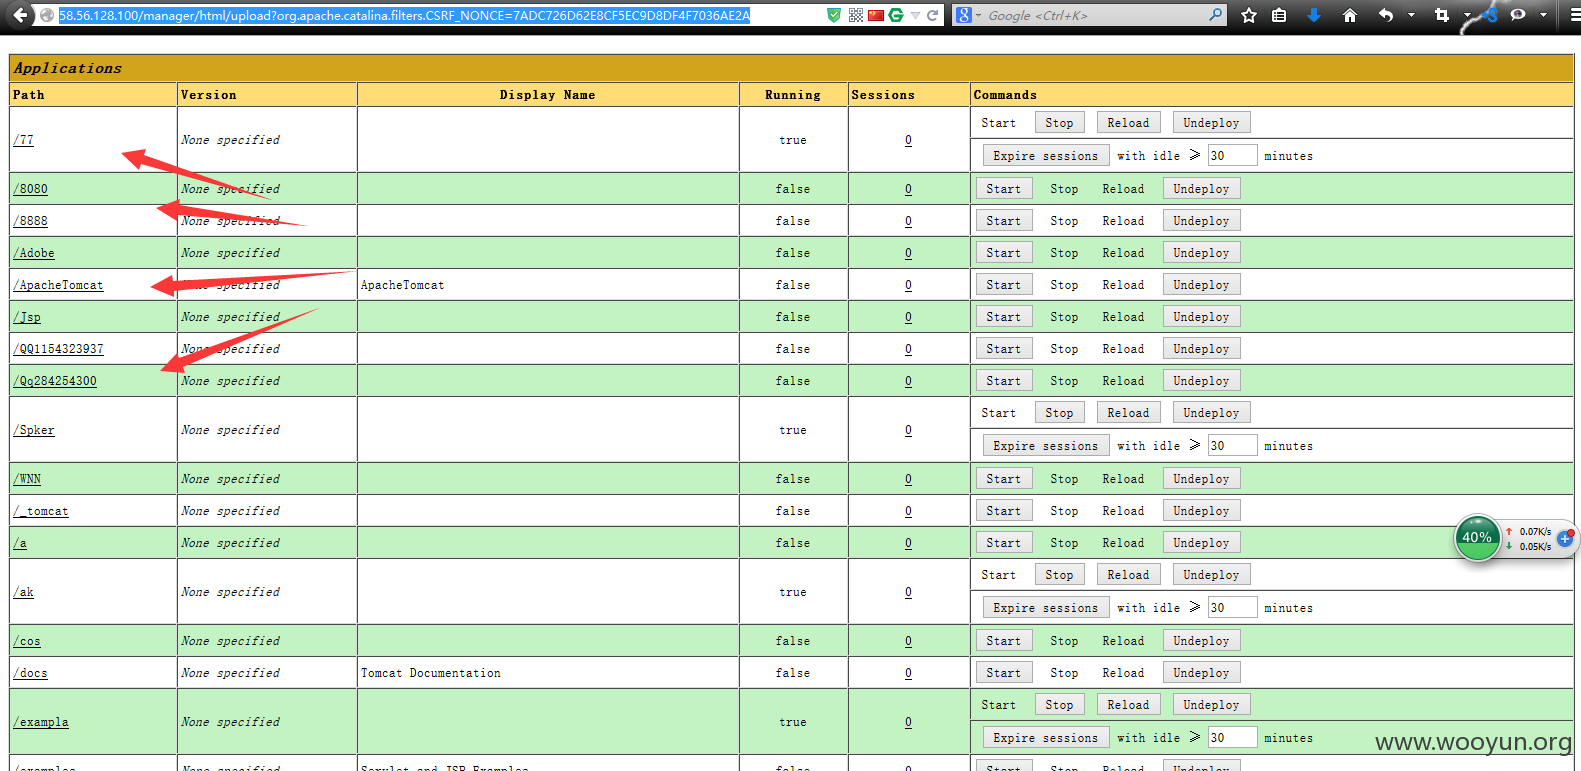 58.56.128.100/manager/html/upload?org.apache.catalina.filters.CSRF_NONCE=7ADC726D62E8CF5EC9D8DF4F7036AE2A
Google <Ctrl+K>
Applications
Path Version Display Name Running Sessions Commands
/77 None specified true 0 Start Stop Reload Undeploy
Expire sessions with idle ≥ 30 minutes
/8080 None specified false 0 Start Stop Reload Undeploy
/8888 None specified false 0 Start Stop Reload Undeploy
/Adobe None specified false 0 Start Stop Reload Undeploy
/ApacheTomcat None specified ApacheTomcat false 0 Start Stop Reload Undeploy
/Jsp None specified false 0 Start Stop Reload Undeploy
/QQ1154323937 None specified false 0 Start Stop Reload Undeploy
/Qq284254300 None specified false 0 Start Stop Reload Undeploy
/Spker None specified true 0 Start Stop Reload Undeploy
Expire sessions with idle ≥ 30 minutes
/WNN None specified false 0 Start Stop Reload Undeploy
/_tomcat None specified false 0 Start Stop Reload Undeploy
/a None specified false 0 Start Stop Reload Undeploy
40% 0.07K/s
0.05K/s
/ak None specified true 0 Start Stop Reload Undeploy
Expire sessions with idle ≥ 30 minutes
/cos None specified false 0 Start Stop Reload Undeploy
/docs None specified Tomcat Documentation false 0 Start Stop Reload Undeploy
/exampla None specified true 0 Start Stop Reload Undeploy
Expire sessions with idle ≥ 30 minutes
www.wooyun.org
/examples None specified Servlet and JSP Examples false 0 Start Stop Reload Undeploy